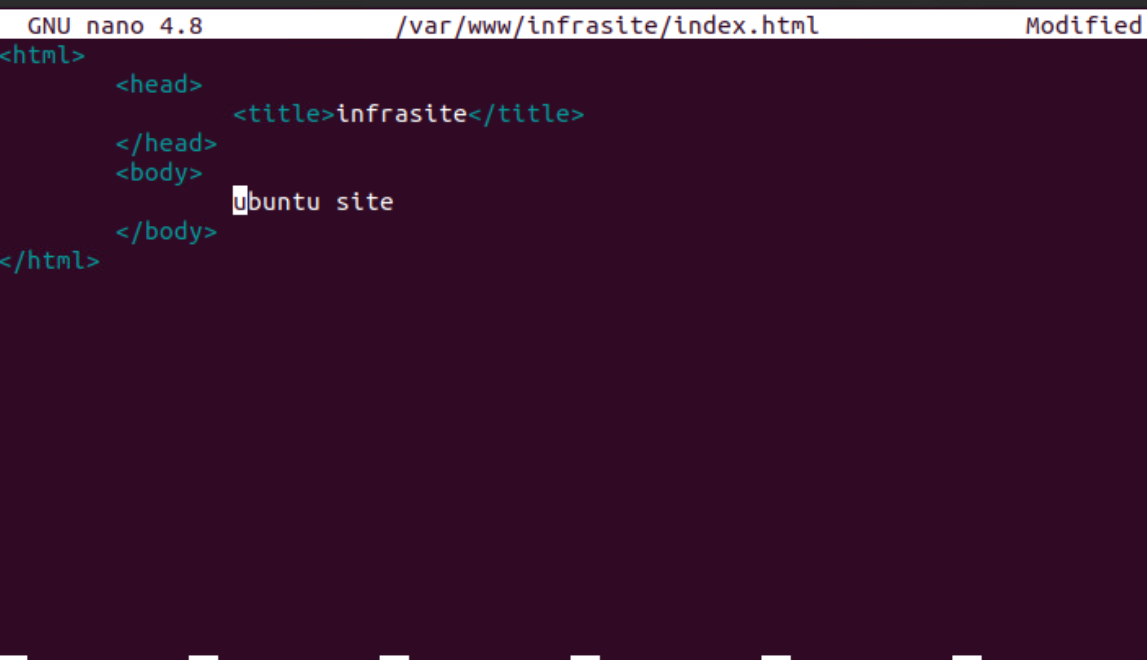 GNU nano 4.8 /var/www/infrasite/index.html Modified
<html>
<head>
<title>infrasite</title>
</head>
<body>
ubuntu site
</body>
</html>